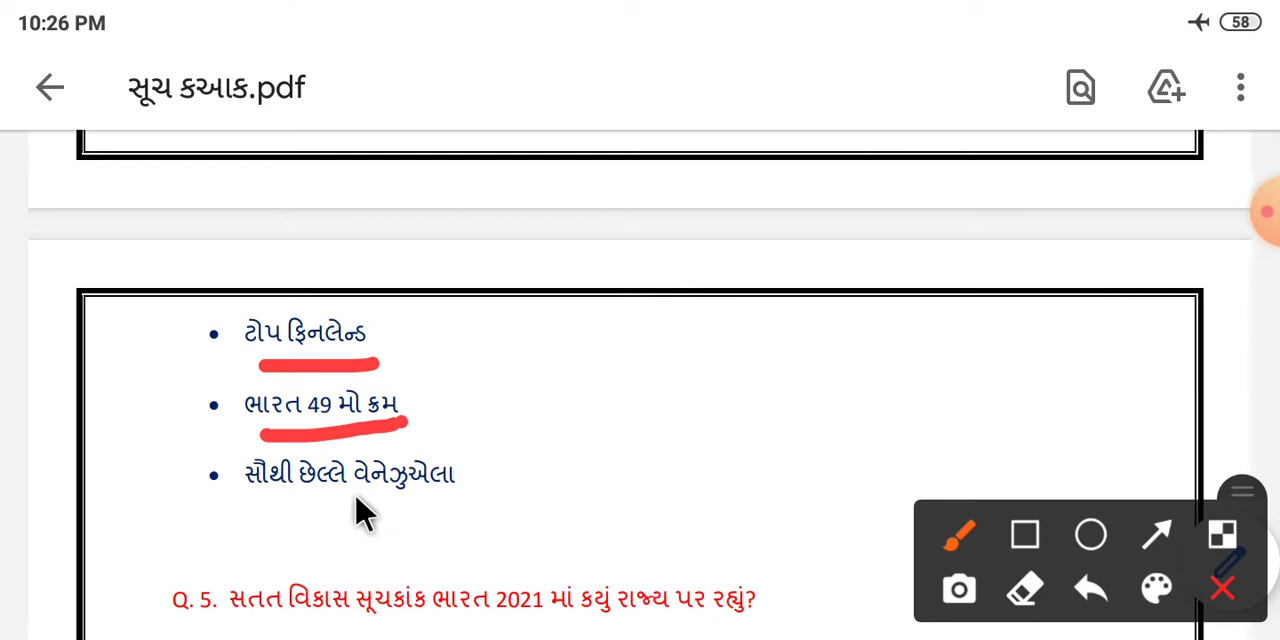 10:26 PM
58
સૂચ કઆક.pdf
ટોપ ફિનલેન્ડ
ભારત 49 મો ક્રમ
સૌથી છેલ્લે વેનેઝુએલા
Q. 5. સતત વિકાસ સૂચકાંક ભારત 2021 માં કયું રાજ્ય પર રહ્યું?